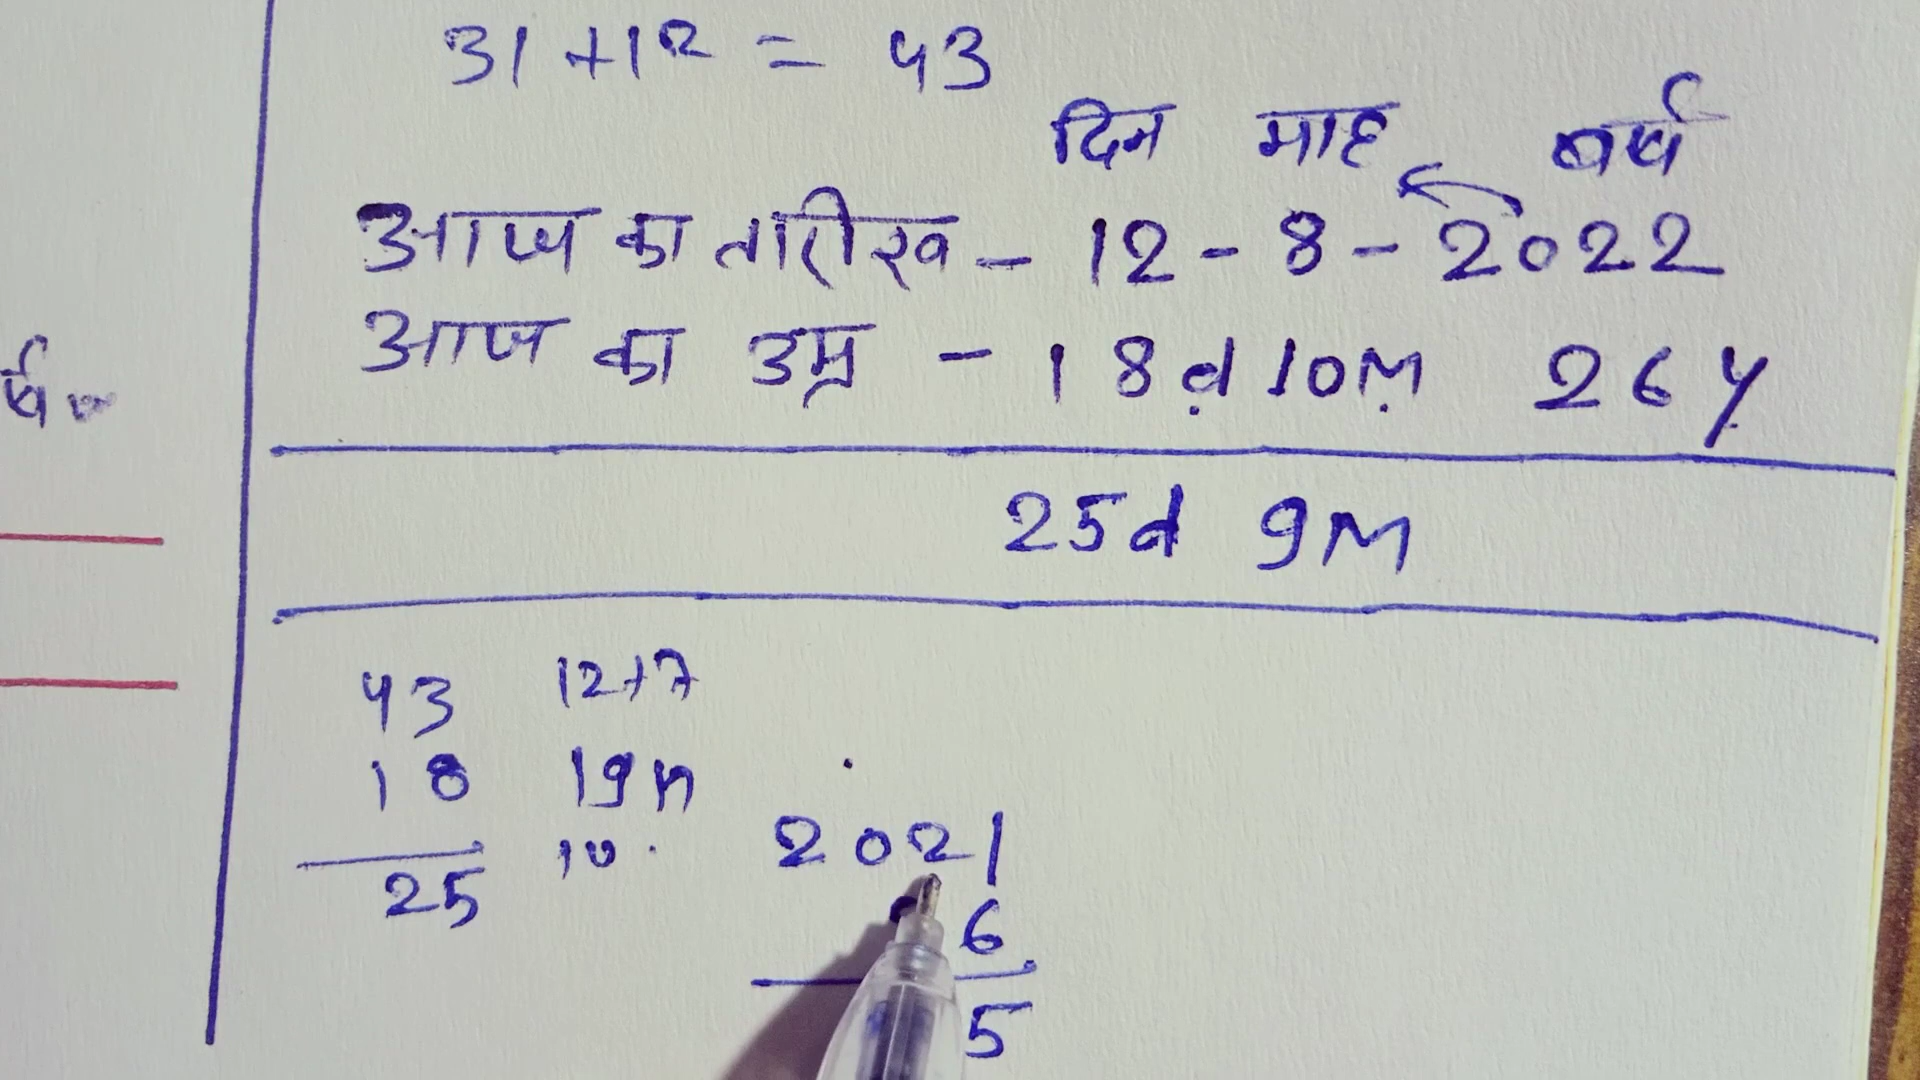 31 + 12 = 43
दिन माह वर्ष
आज का तारीख - 12 - 8 - 2022
आज का उम्र - 18d 10M 26y
25d 9M
43 12+7
18 19m
25 10
2021
6
5